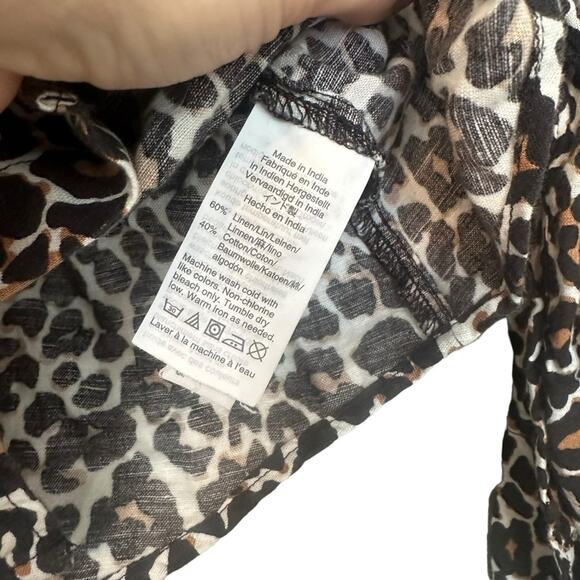 Made in India
Fabriqué en Inde
In Indien Hergestellt
Vervaardigd in India
インド製
Hecho en India
60% Linen/Lin/Leinen/
Linnen/麻/lino
40% Cotton/Coton/
Baumwolle/Katoen/綿/
algodón
Machine wash cold with
like colors. Non-chlorine
bleach only. Tumble dry
low. Warm iron as needed.
Laver à la machine à l'eau